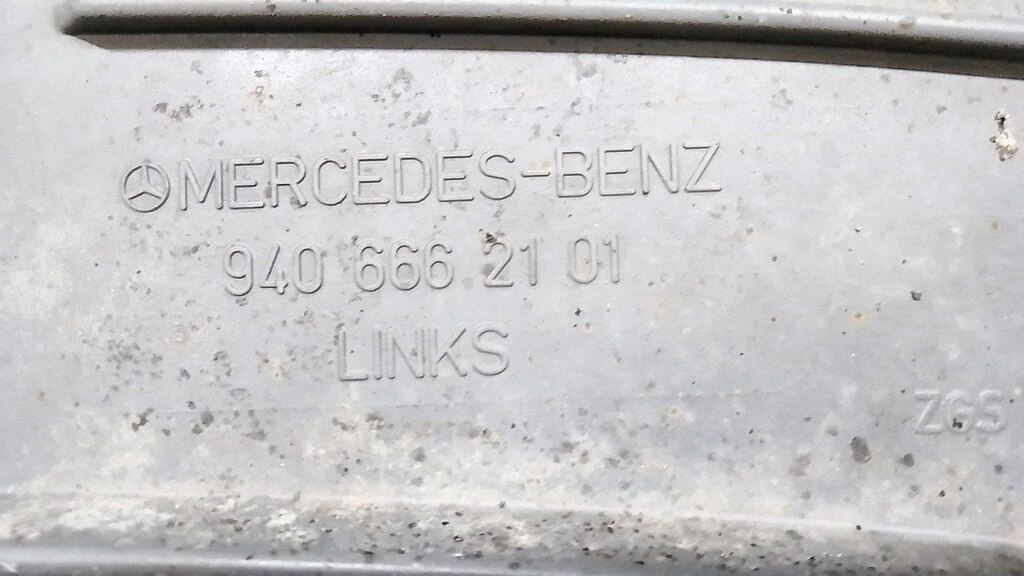 MERCEDES-BENZ
940 666 21 01
LINKS
ZGS